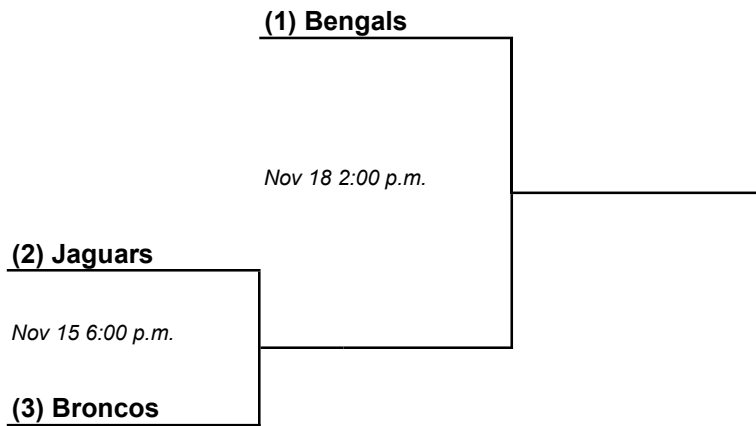 (1) Bengals
Nov 18 2:00 p.m.
(2) Jaguars
Nov 15 6:00 p.m.
(3) Broncos